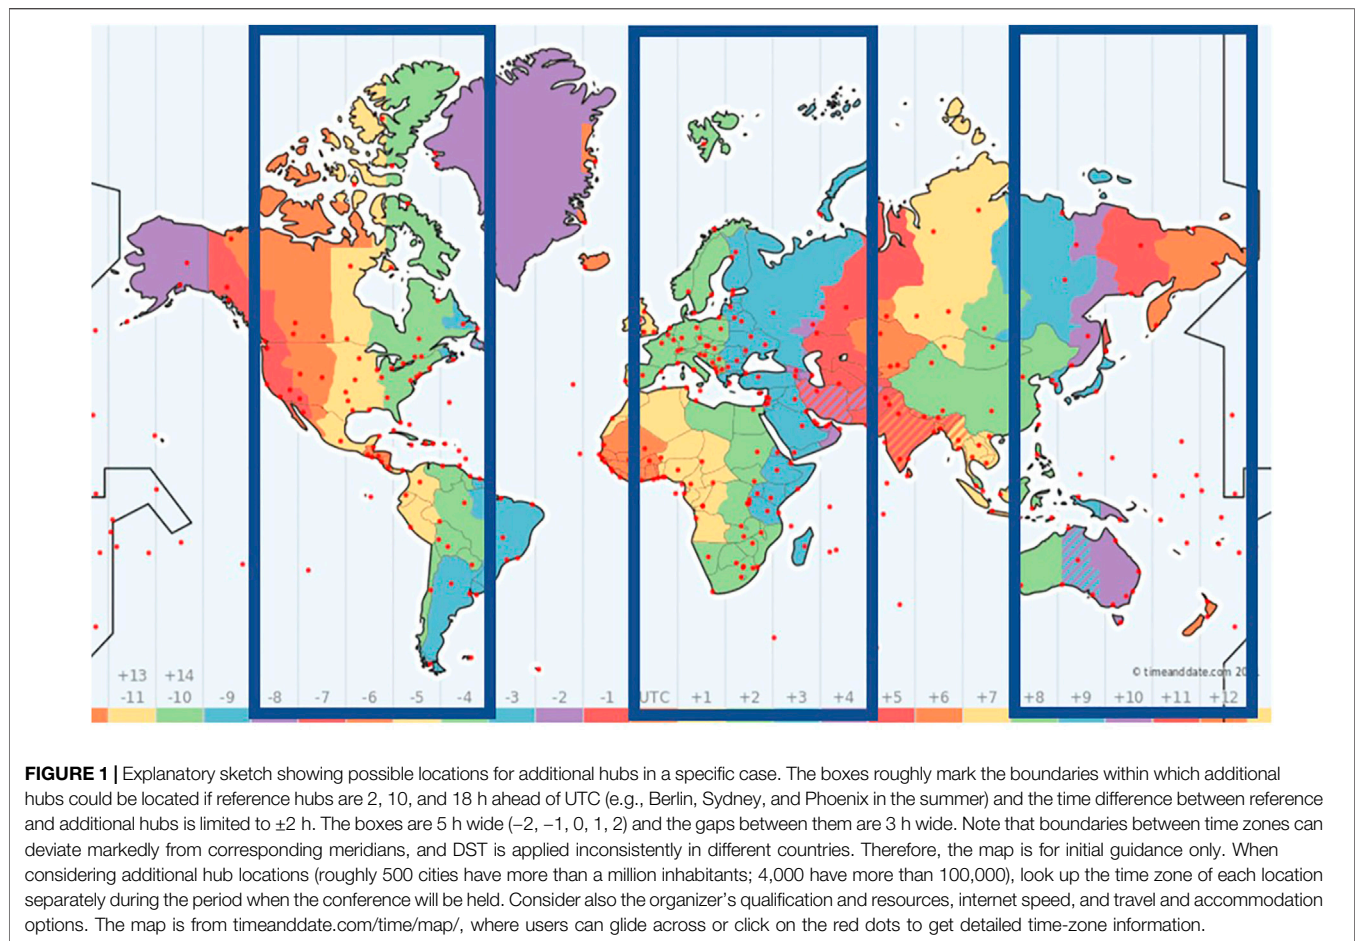 +13 +14
-11 -10 -9 -8 -7 -6 -5 -4 -3 -2 -1 UTC +1 +2 +3 +4 +5 +6 +7 +8 +9 +10 +11 +12
© timeanddate.com
FIGURE 1 | Explanatory sketch showing possible locations for additional hubs in a specific case. The boxes roughly mark the boundaries within which additional
hubs could be located if reference hubs are 2, 10, and 18 h ahead of UTC (e.g., Berlin, Sydney, and Phoenix in the summer) and the time difference between reference
and additional hubs is limited to ±2 h. The boxes are 5 h wide (−2, −1, 0, 1, 2) and the gaps between them are 3 h wide. Note that boundaries between time zones can
deviate markedly from corresponding meridians, and DST is applied inconsistently in different countries. Therefore, the map is for initial guidance only. When
considering additional hub locations (roughly 500 cities have more than a million inhabitants; 4,000 have more than 100,000), look up the time zone of each location
separately during the period when the conference will be held. Consider also the organizer's qualification and resources, internet speed, and travel and accommodation
options. The map is from timeanddate.com/time/map/, where users can glide across or click on the red dots to get detailed time-zone information.